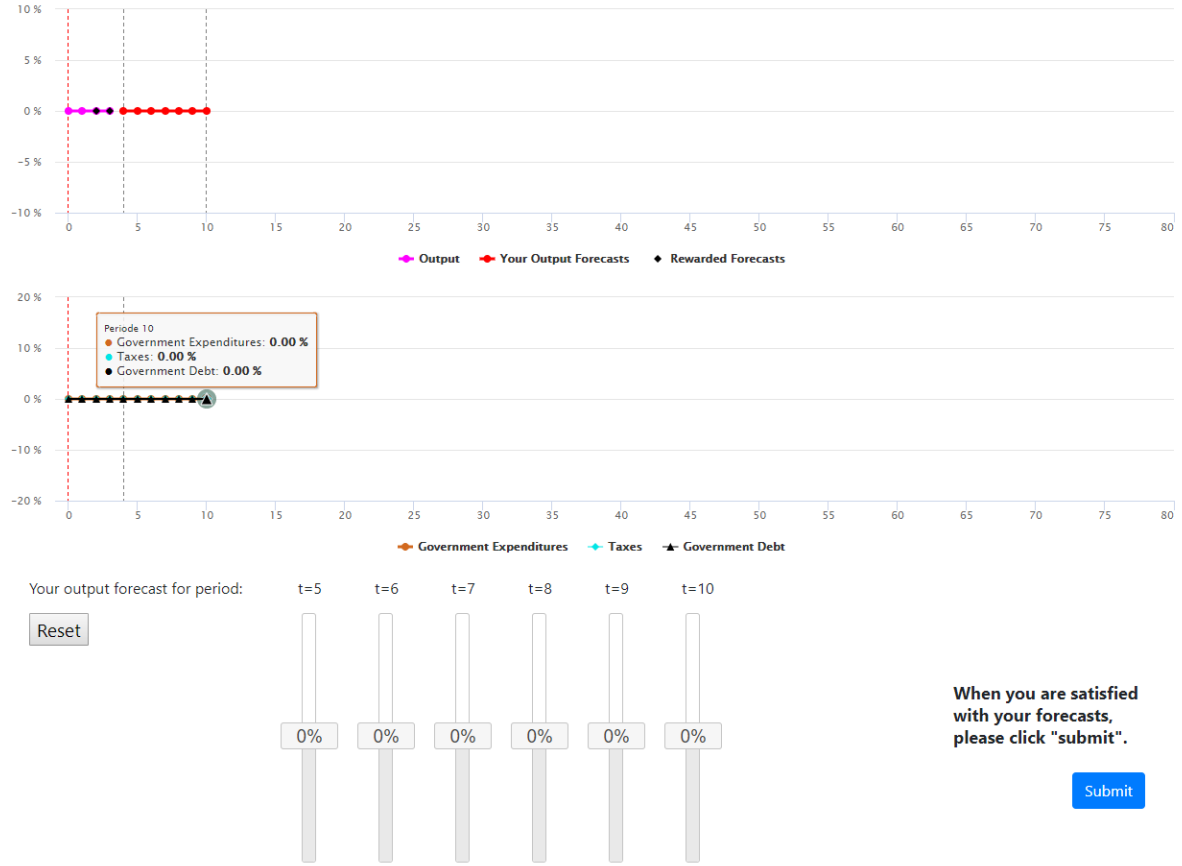 10 %
5 %
0 %
−5 %
−10 %
0 5 10 15 20 25 30 35 40 45 50 55 60 65 70 75 80
Output Your Output Forecasts Rewarded Forecasts
20 %
10 %
0 %
−10 %
−20 %
Periode 10
Government Expenditures: 0.00 %
Taxes: 0.00 %
Government Debt: 0.00 %
0 5 10 15 20 25 30 35 40 45 50 55 60 65 70 75 80
Government Expenditures Taxes Government Debt
Your output forecast for period: t=5 t=6 t=7 t=8 t=9 t=10
Reset
0% 0% 0% 0% 0% 0%
When you are satisfied
with your forecasts,
please click "submit".
Submit